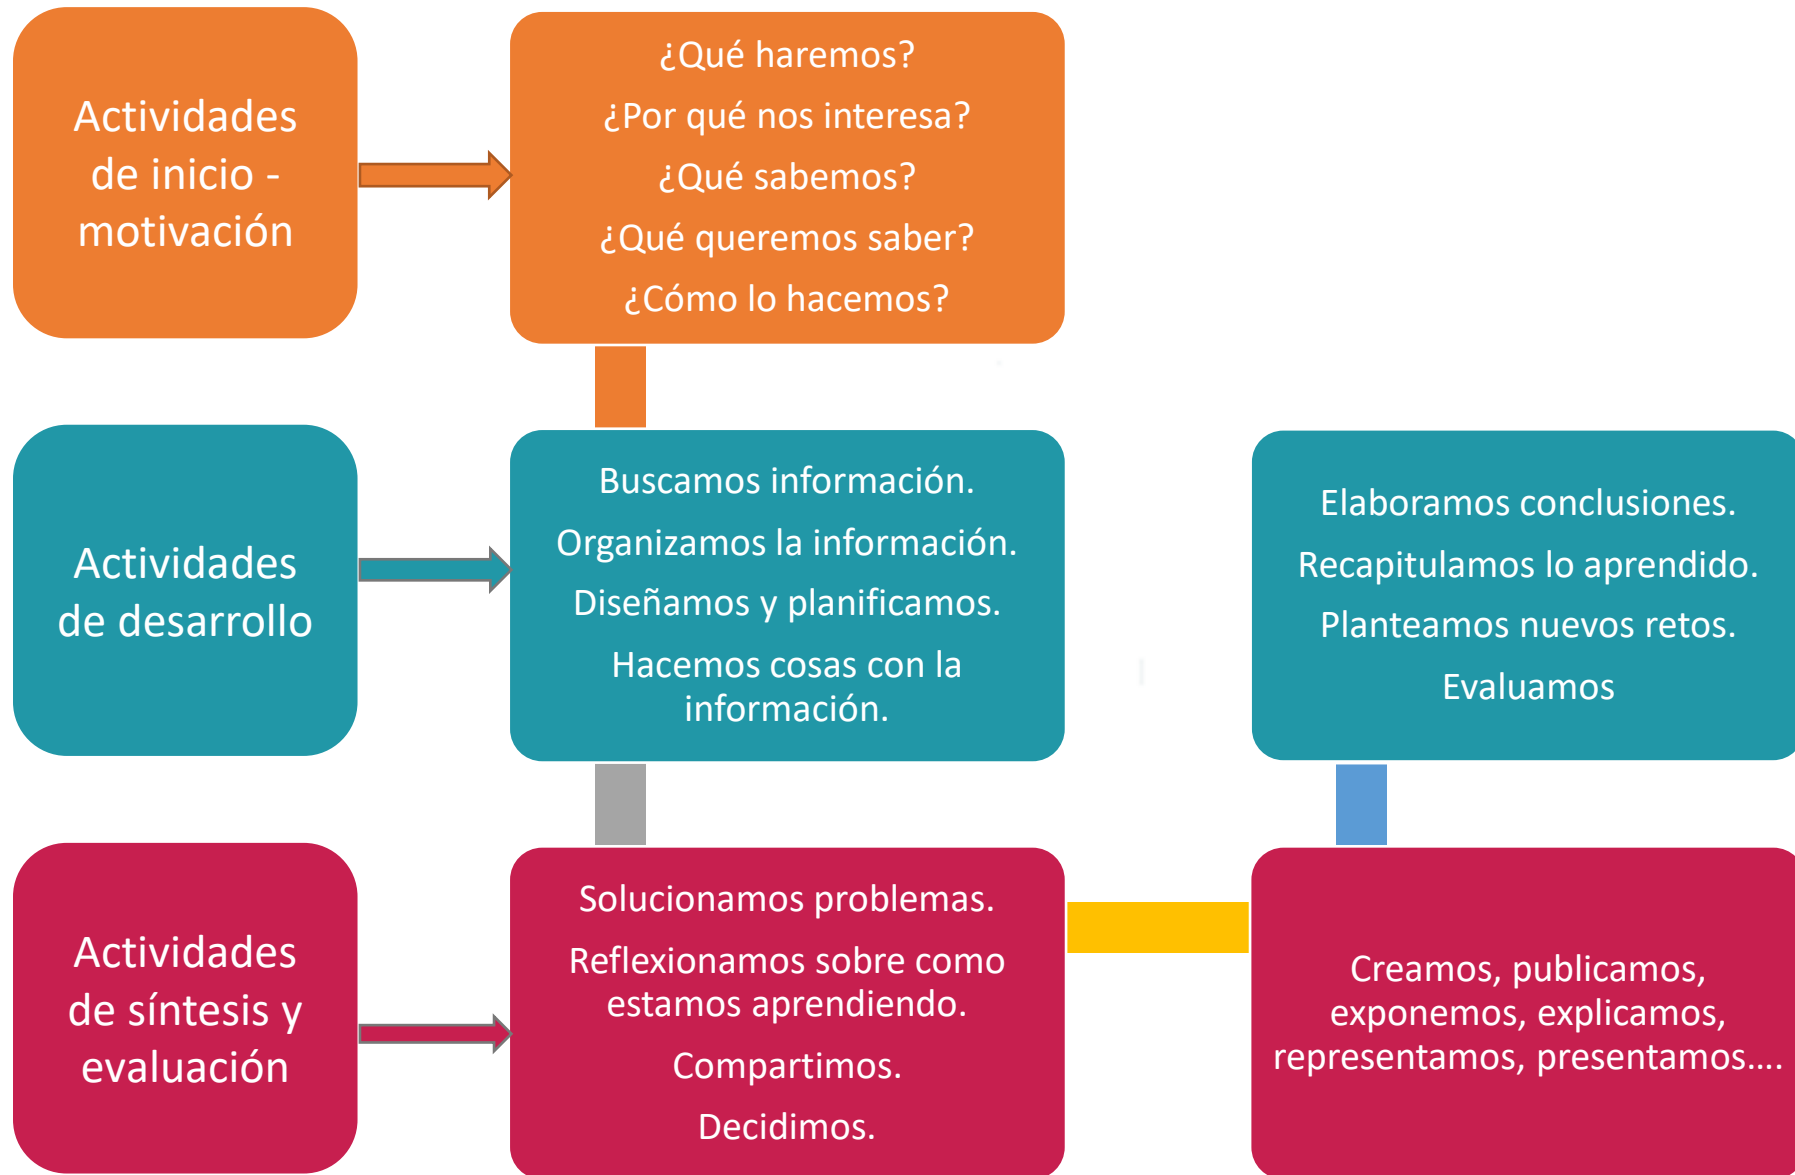 Actividades
de inicio -
motivación
¿Qué haremos?
¿Por qué nos interesa?
¿Qué sabemos?
¿Qué queremos saber?
¿Cómo lo hacemos?
Actividades
de desarrollo
Buscamos información.
Organizamos la información.
Diseñamos y planificamos.
Hacemos cosas con la
información.
Elaboramos conclusiones.
Recapitulamos lo aprendido.
Planteamos nuevos retos.
Evaluamos
Actividades
de síntesis y
evaluación
Solucionamos problemas.
Reflexionamos sobre como
estamos aprendiendo.
Compartimos.
Decidimos.
Creamos, publicamos,
exponemos, explicamos,
representamos, presentamos....